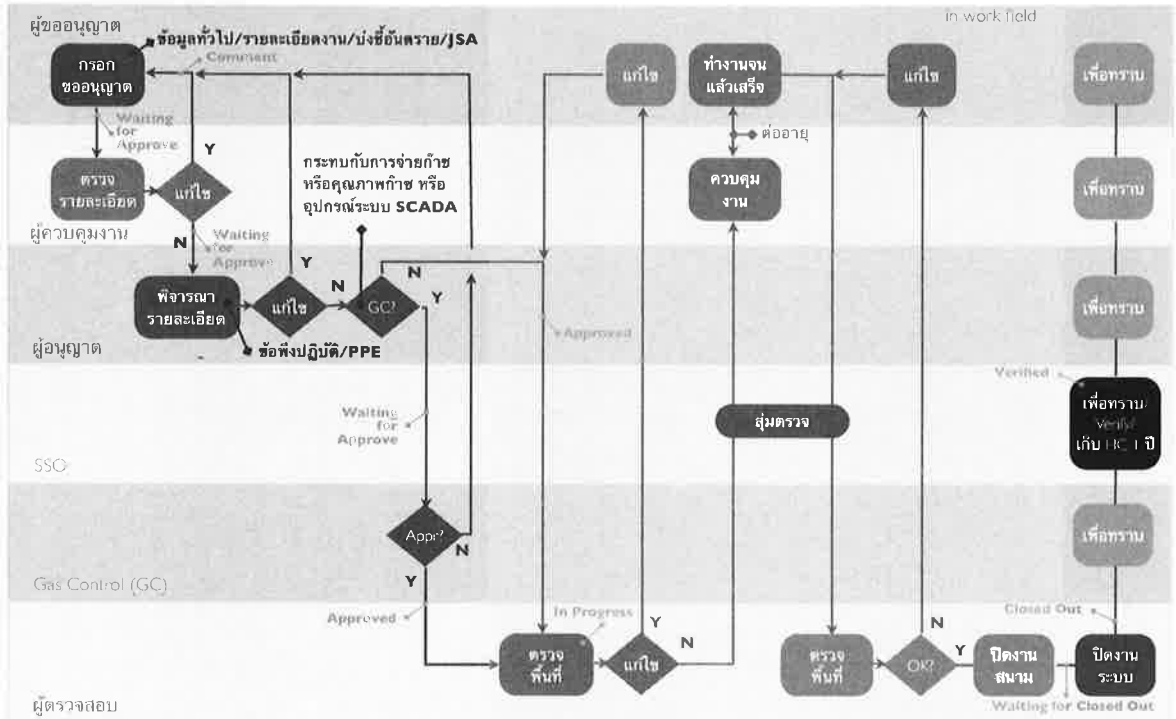 ผู้ขออนุญาต
in work field
ข้อมูลทั่วไป/รายละเอียดงาน/บ่งชี้อันตราย/JSA
กรอก
ขออนุญาต
Comment
แก้ไข
ทำงานจน
แล้วเสร็จ
แก้ไข
เพื่อทราบ
Waiting
for
Approve
Y
ต่ออายุ
ตรวจ
รายละเอียด
แก้ไข
กระทบกับการจ่ายก๊าซ
หรือคุณภาพก๊าซ หรือ
อุปกรณ์ระบบ SCADA
ควบคุม
งาน
เพื่อทราบ
ผู้ควบคุมงาน
N
Waiting
for
Approve
Y
N
N
พิจารณา
รายละเอียด
แก้ไข
GC?
Y
เพื่อทราบ
Approved
ผู้อนุญาต
ข้อพึงปฏิบัติ/PPE
Verified
Waiting
for
Approve
สุ่มตรวจ
เพื่อทราบ/
Verify/
เก็บ HC 1 ปี
SSO
Appr?
N
เพื่อทราบ
Gas Control (GC)
Y
Approved
In Progress
Y
N
Closed Out
ตรวจ
พื้นที่
แก้ไข
N
ตรวจ
พื้นที่
OK?
Y
ปิดงาน
สนาม
ปิดงาน
ระบบ
ผู้ตรวจสอบ
Waiting for Closed Out